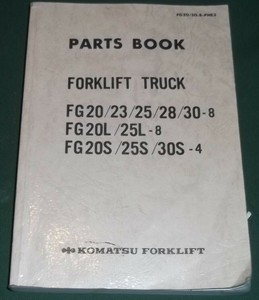 PARTS BOOK
FORKLIFT TRUCK
FG20/23/25/28/30-8
FG20L/25L-8
FG20S/25S/30S-4
KOMATSU FORKLIFT